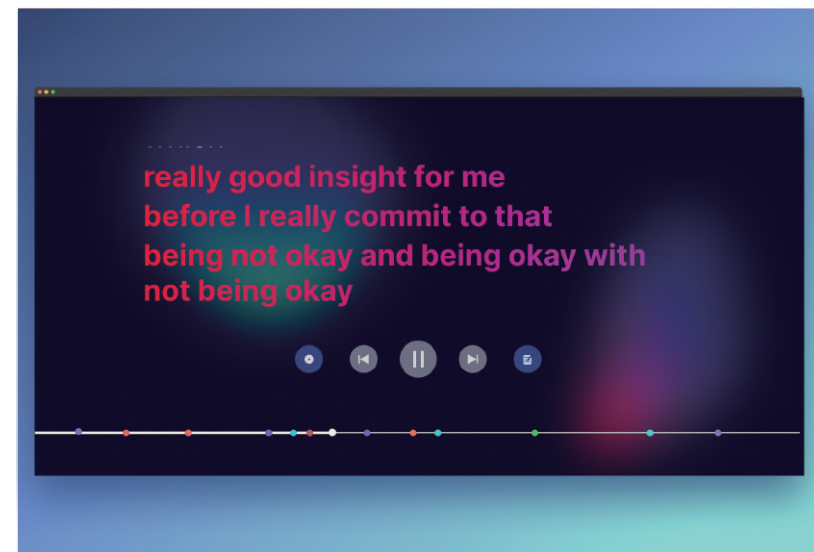 really good insight for me
before I really commit to that
being not okay and being okay with
not being okay